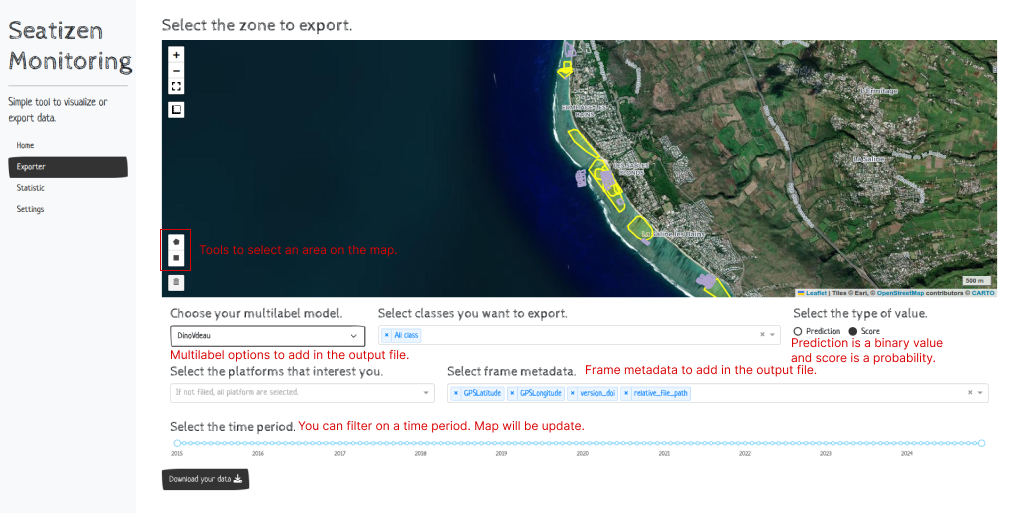 Seatizen
Monitoring
Simple tool to visualize or
export data.
Home
Exporter
Statistic
Settings
Select the zone to export.
+
−
L'Ermitage
La Saline
La Saline les Bains
Tools to select an area on the map.
500 m
Leaflet | Tiles © Esri, © OpenStreetMap contributors © CARTO
Choose your multilabel model.
DinoVdeau
Multilabel options to add in the output file.
Select classes you want to export.
× All class
Select the type of value.
Prediction
Score
Prediction is a binary value
and score is a probability.
Select the platforms that interest you.
If not filled, all platform are selected.
Select frame metadata.
Frame metadata to add in the output file.
× GPSLatitude × GPSLongitude × version_doi × relative_file_path
Select the time period.
You can filter on a time period. Map will be update.
2015 2016 2017 2018 2019 2020 2021 2022 2023 2024
Download your data